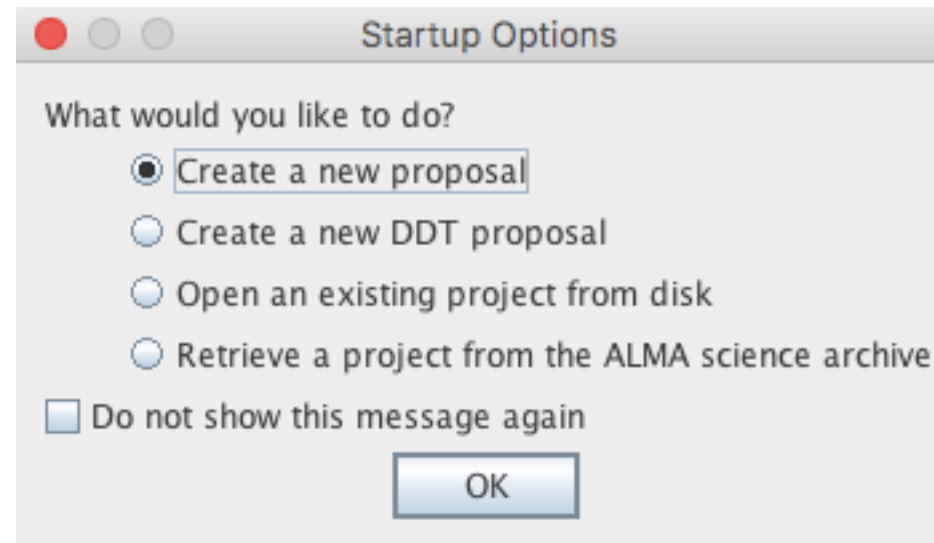 Startup Options
What would you like to do?
Create a new proposal
Create a new DDT proposal
Open an existing project from disk
Retrieve a project from the ALMA science archive
Do not show this message again
OK